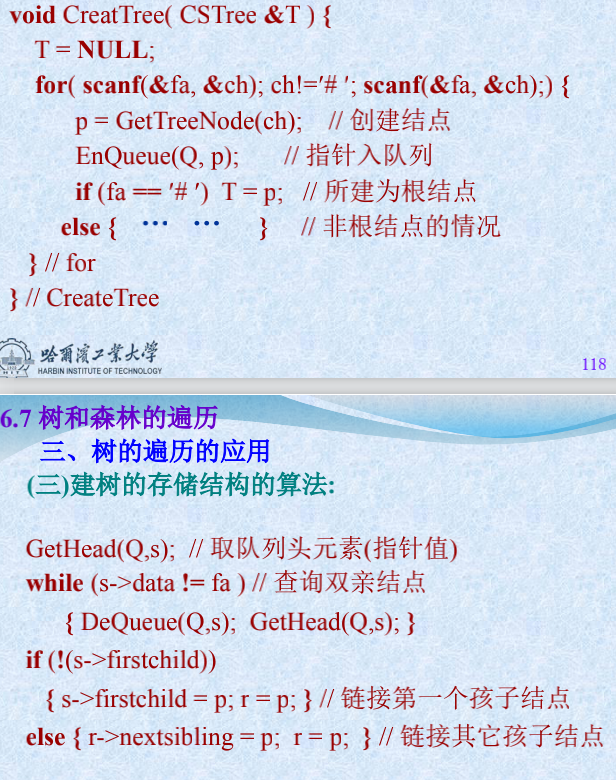 void CreatTree( CSTree &T ) {
T = NULL;
for( scanf(&fa, &ch); ch!='# '; scanf(&fa, &ch);) {
p = GetTreeNode(ch); // 创建结点
EnQueue(Q, p); // 指针入队列
if (fa == '# ') T = p; // 所建为根结点
else { … … } // 非根结点的情况
} // for
} // CreateTree
哈爾濱工業大學
HARBIN INSTITUTE OF TECHNOLOGY
118
6.7 树和森林的遍历
三、树的遍历的应用
(三)建树的存储结构的算法:
GetHead(Q,s); // 取队列头元素(指针值)
while (s->data != fa ) // 查询双亲结点
{ DeQueue(Q,s); GetHead(Q,s); }
if (!(s->firstchild))
{ s->firstchild = p; r = p; } // 链接第一个孩子结点
else { r->nextsibling = p; r = p; } // 链接其它孩子结点